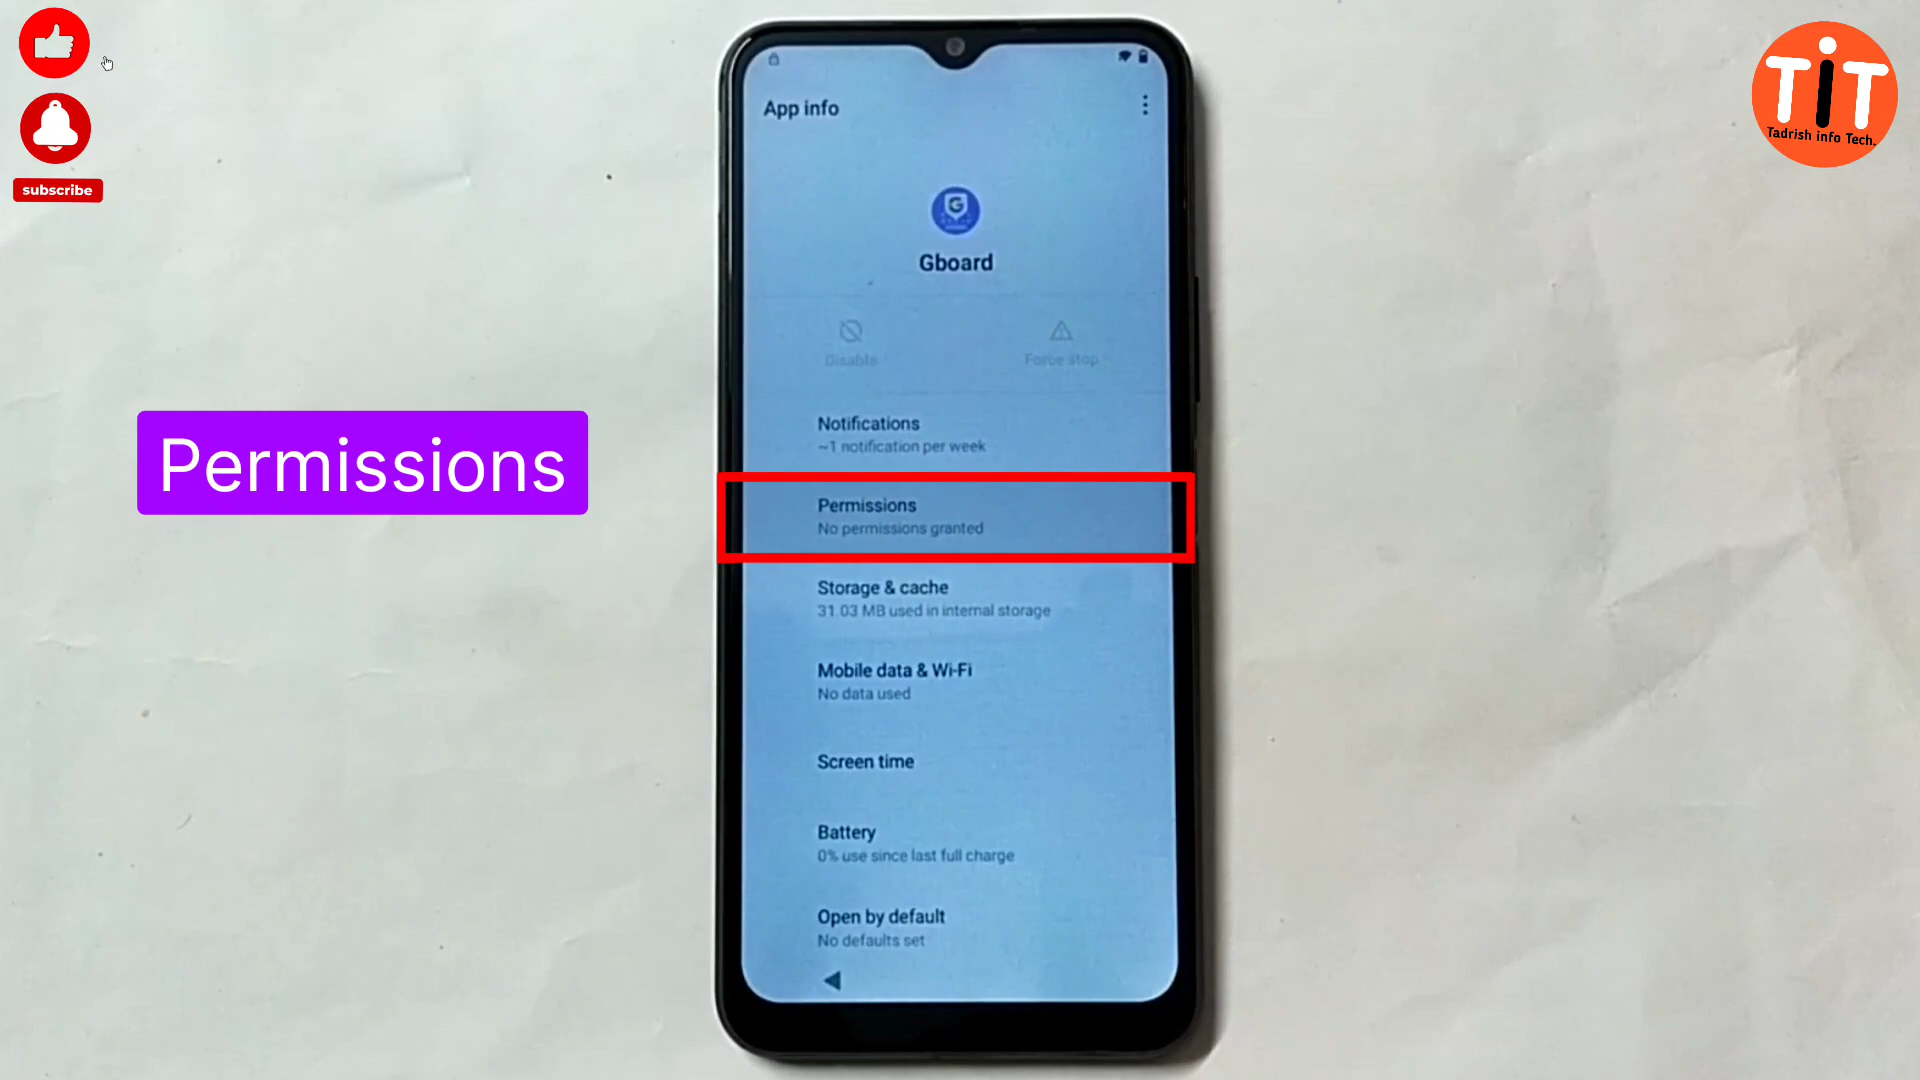 subscribe
TiT
Tadrish info Tech.
App info
G
Gboard
Disable
Force stop
Notifications
~1 notification per week
Permissions
Permissions
No permissions granted
Storage & cache
31.03 MB used in internal storage
Mobile data & Wi-Fi
No data used
Screen time
Battery
0% use since last full charge
Open by default
No defaults set